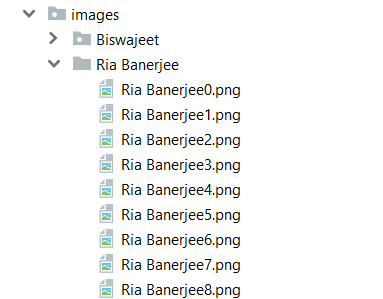 images
Biswajeet
Ria Banerjee
Ria Banerjee0.png
Ria Banerjee1.png
Ria Banerjee2.png
Ria Banerjee3.png
Ria Banerjee4.png
Ria Banerjee5.png
Ria Banerjee6.png
Ria Banerjee7.png
Ria Banerjee8.png